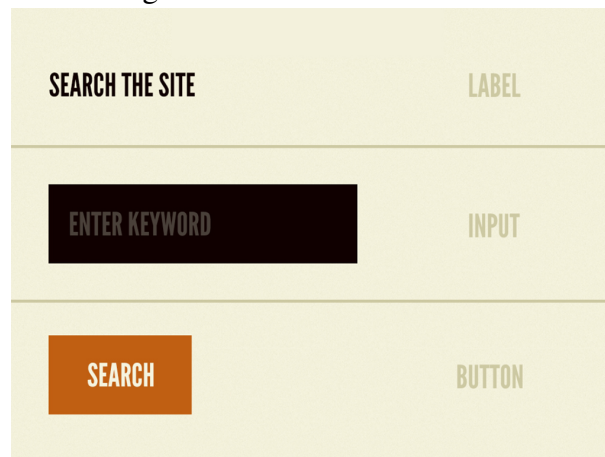 SEARCH THE SITE
LABEL
ENTER KEYWORD
INPUT
SEARCH
BUTTON